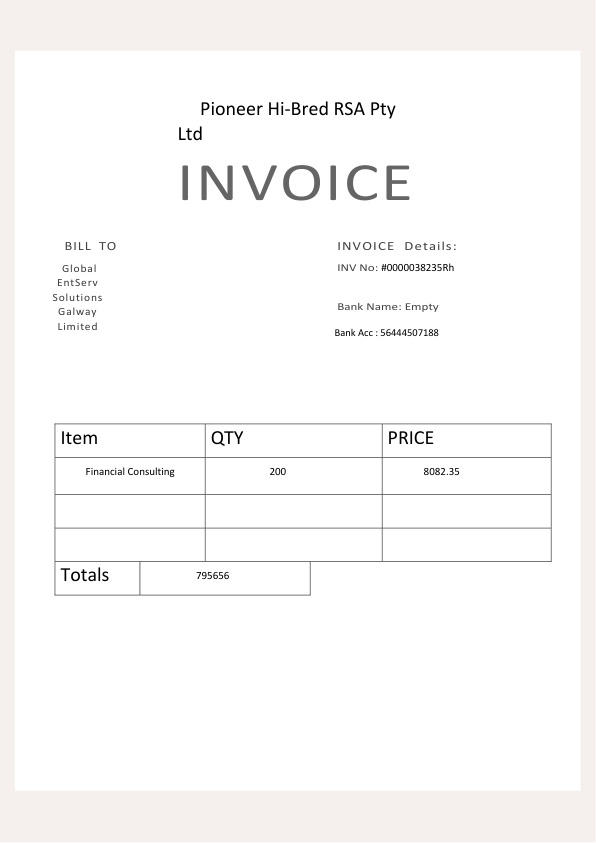 Pioneer Hi-Bred RSA Pty
Ltd
INVOICE
BILL TO
Global
EntServ
Solutions
Galway
Limited
INVOICE Details:
INV No: #0000038235Rh
Bank Name: Empty
Bank Acc : 56444507188
Item QTY PRICE
Financial Consulting 200 8082.35
Totals 795656